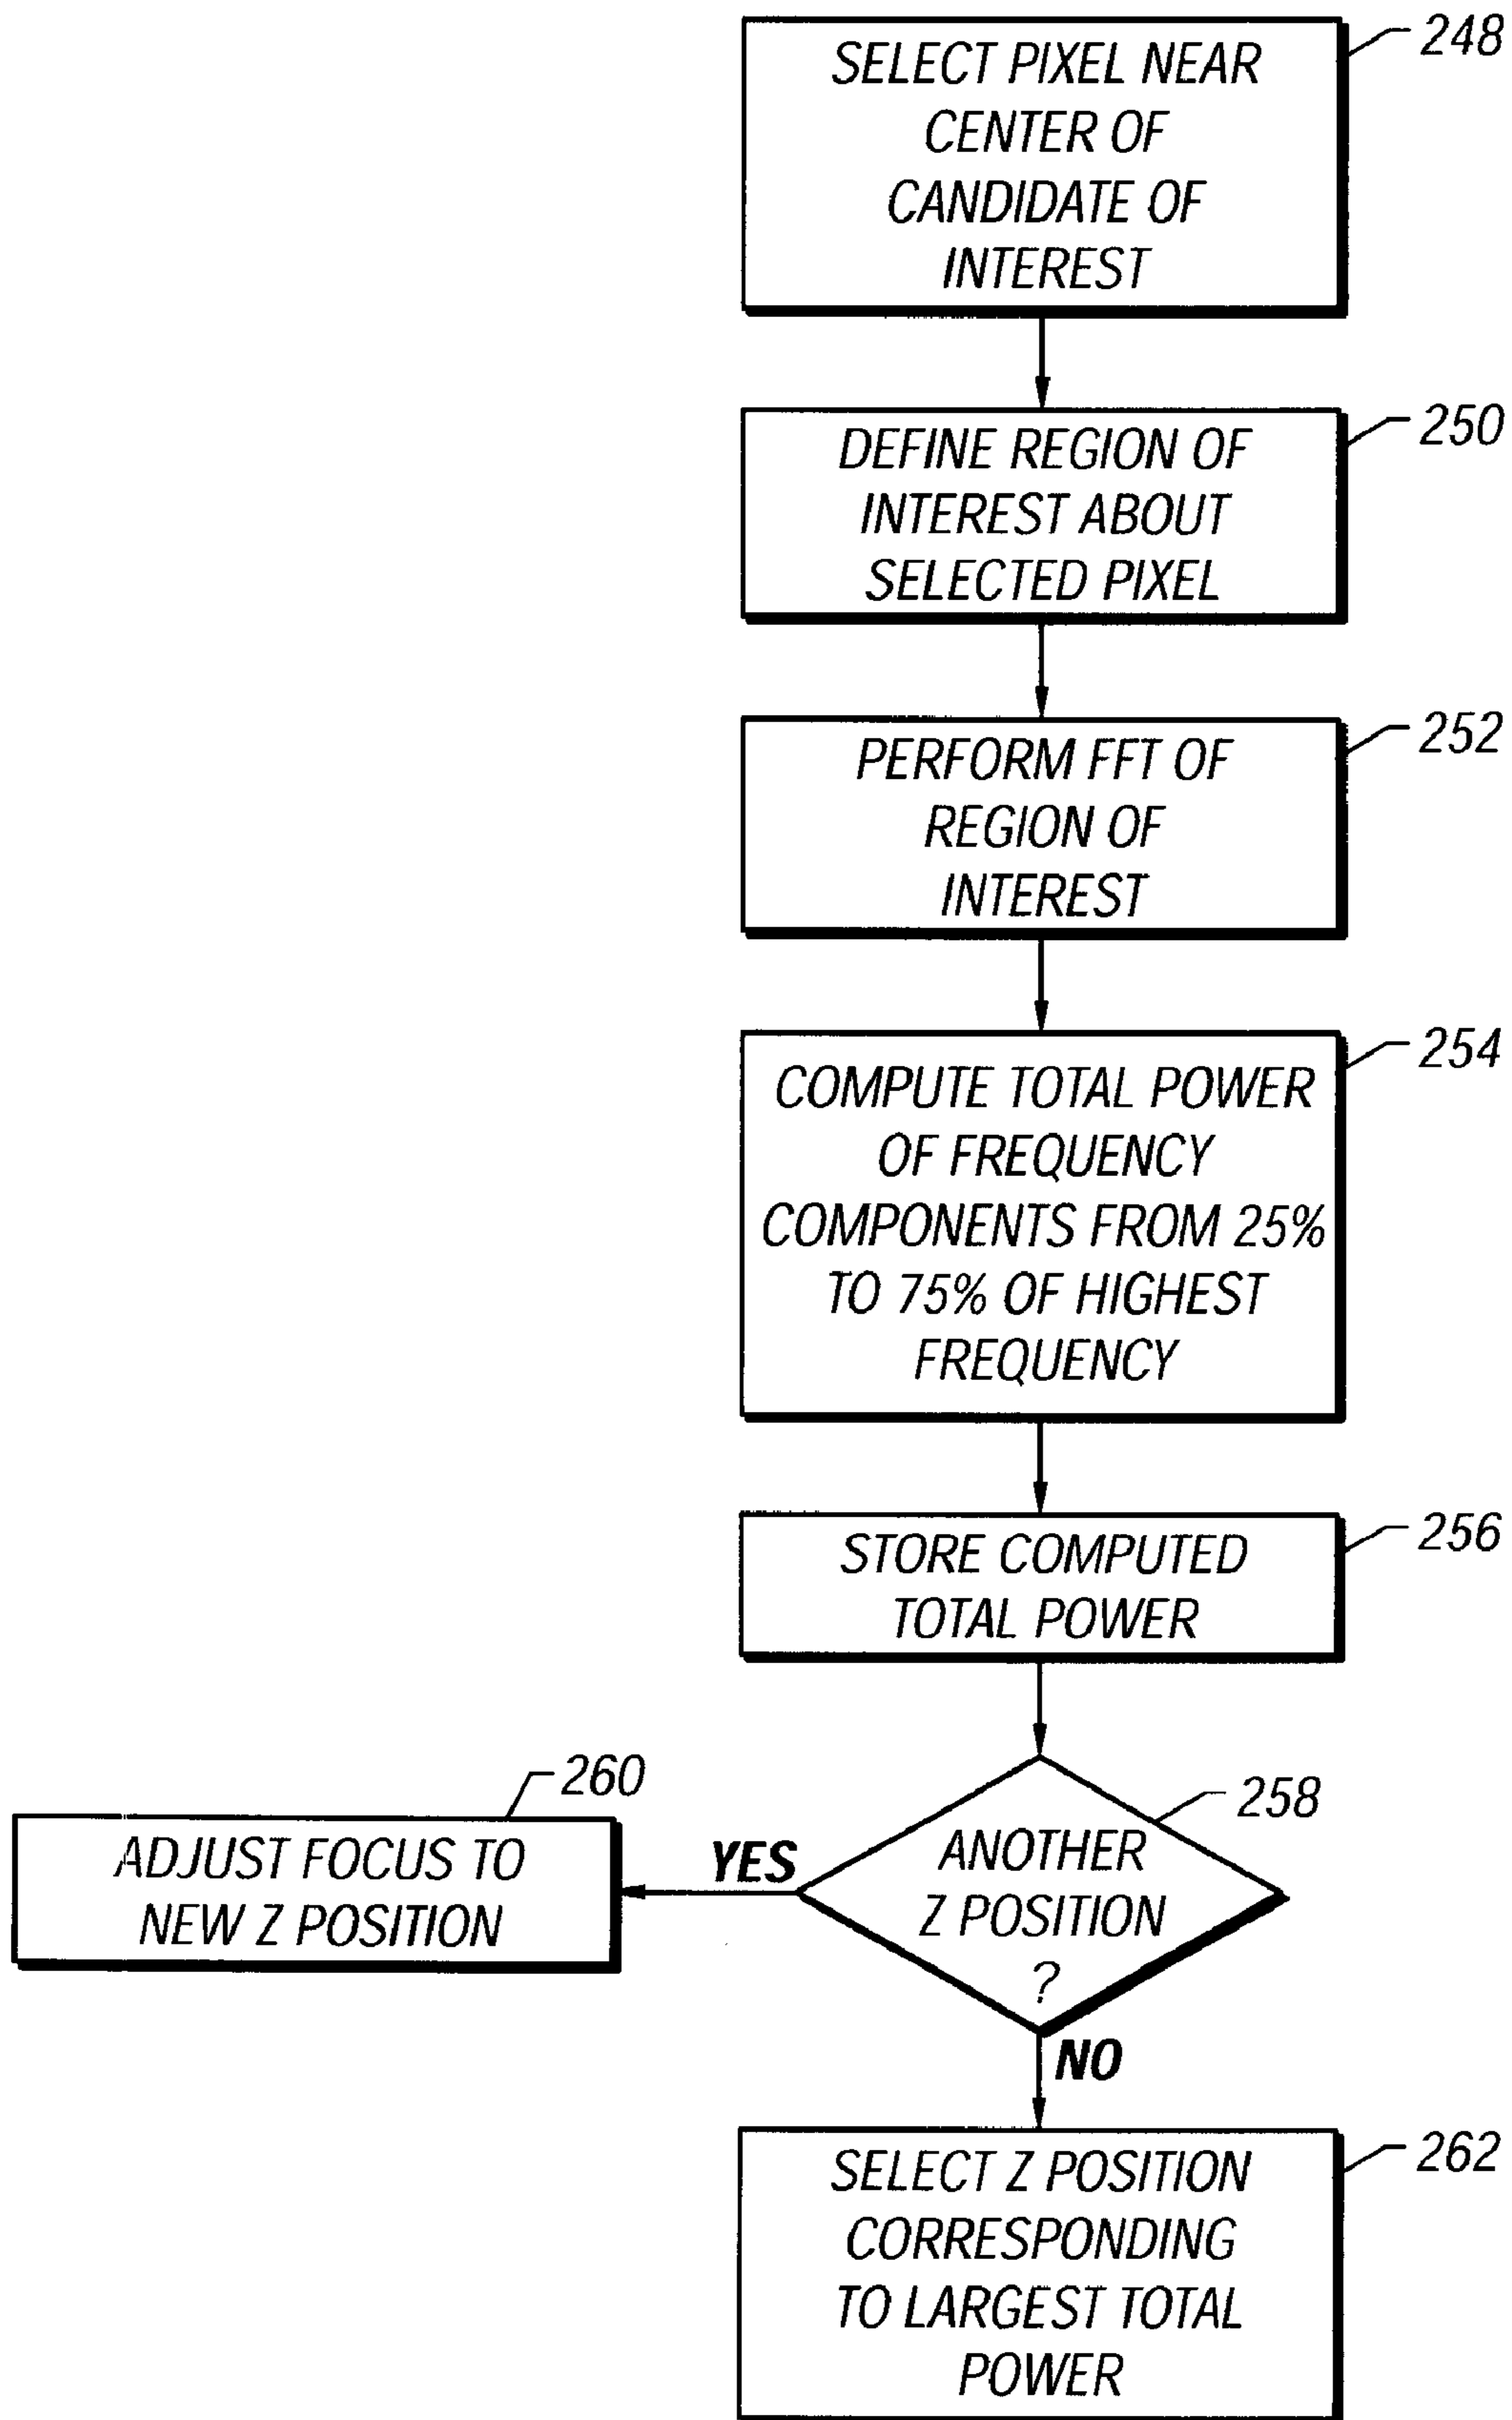 248
SELECT PIXEL NEAR
CENTER OF
CANDIDATE OF
INTEREST
250
DEFINE REGION OF
INTEREST ABOUT
SELECTED PIXEL
252
PERFORM FFT OF
REGION OF
INTEREST
254
COMPUTE TOTAL POWER
OF FREQUENCY
COMPONENTS FROM 25%
TO 75% OF HIGHEST
FREQUENCY
256
STORE COMPUTED
TOTAL POWER
258
ANOTHER
Z POSITION
?
YES
260
ADJUST FOCUS TO
NEW Z POSITION
NO
262
SELECT Z POSITION
CORRESPONDING
TO LARGEST TOTAL
POWER